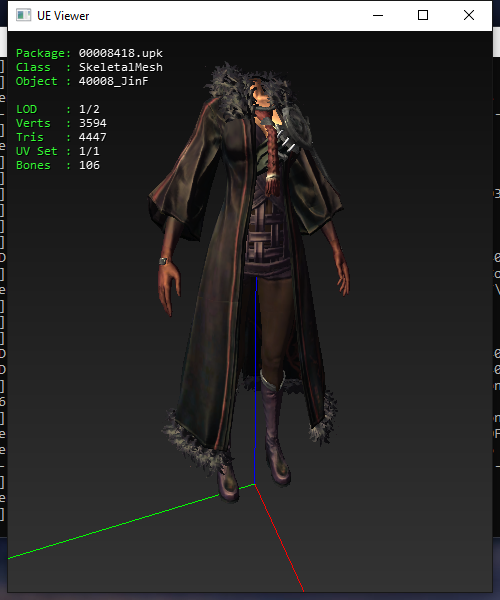 UE Viewer
Package: 00008418.upk
Class : SkeletalMesh
Object : 40008_JinF
LOD : 1/2
Verts : 3594
Tris : 4447
UV Set : 1/1
Bones : 106